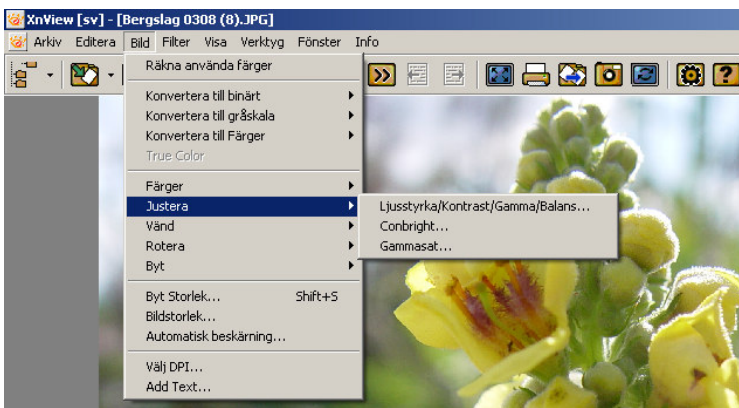 XnView [sv] - [Bergslag 0308 (8).JPG]
Arkiv Editera Bild Filter Visa Verktyg Fönster Info
Räkna använda färger
Konvertera till binärt
Konvertera till gråskala
Konvertera till Färger
True Color
Färger
Justera
Ljusstyrka/Kontrast/Gamma/Balans...
Vänd
Conbright...
Rotera
Gammasat...
Byt
Byt Storlek... Shift+S
Bildstorlek...
Automatisk beskärning...
Välj DPI...
Add Text...